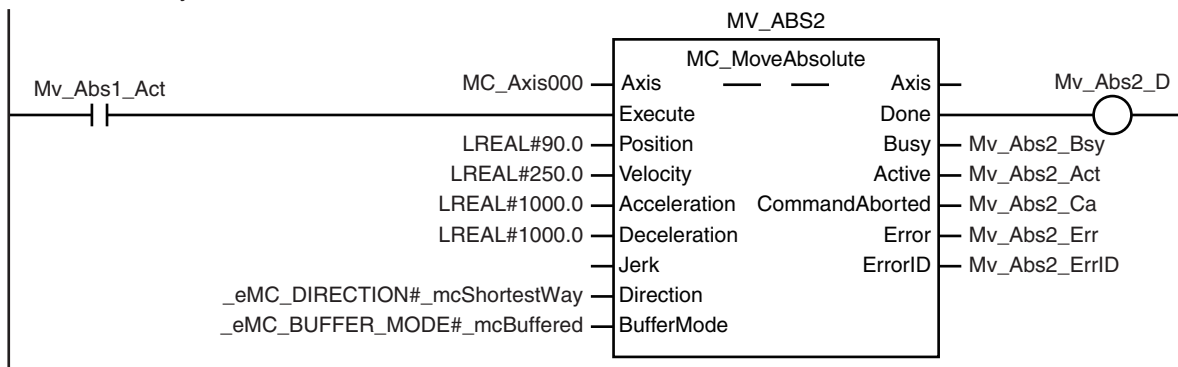 MV_ABS2
MC_MoveAbsolute
Mv_Abs1_Act
MC_Axis000 Axis Axis Mv_Abs2_D
Execute Done
LREAL#90.0 Position Busy Mv_Abs2_Bsy
LREAL#250.0 Velocity Active Mv_Abs2_Act
LREAL#1000.0 Acceleration CommandAborted Mv_Abs2_Ca
LREAL#1000.0 Deceleration Error Mv_Abs2_Err
Jerk ErrorID Mv_Abs2_ErrID
_eMC_DIRECTION#_mcShortestWay Direction
_eMC_BUFFER_MODE#_mcBuffered BufferMode